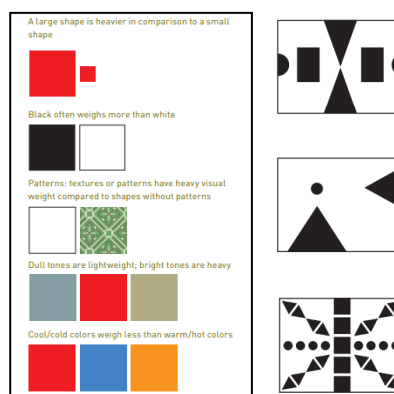 A large shape is heavier in comparison to a small
shape
Black often weighs more than white
Patterns: textures or patterns have heavy visual
weight compared to shapes without patterns
Dull tones are lightweight; bright tones are heavy
Cool/cold colors weigh less than warm/hot colors